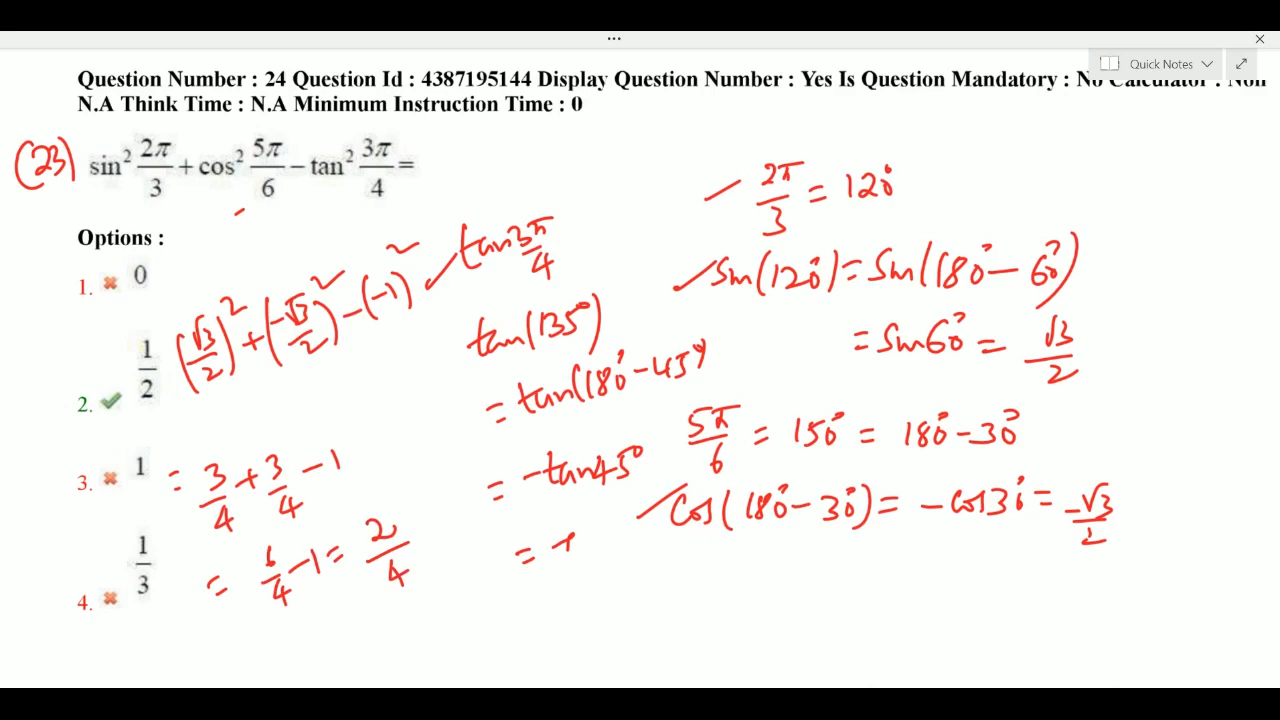 ...
×
Quick Notes
Question Number : 24 Question Id : 4387195144 Display Question Number : Yes Is Question Mandatory : No Calculator : Non
N.A Think Time : N.A Minimum Instruction Time : 0
(23) sin² 2π/3 + cos² 5π/6 − tan² 3π/4 =
Options :
1. 0
2. 1/2
3. 1
4. 1/3
(√3/2)² + (−√3/2)² − (−1)²
= 3/4 + 3/4 − 1
= 6/4 − 1 = 2/4
tan 3π/4
tan(135°)
= tan(180° − 45°)
= −tan45°
=
2π/3 = 120°
Sin(120°) = Sin(180° − 60°)
= Sin60° = √3/2
5π/6 = 150° = 180° − 30°
Cos(180° − 30°) = −cos30° = −√3/2